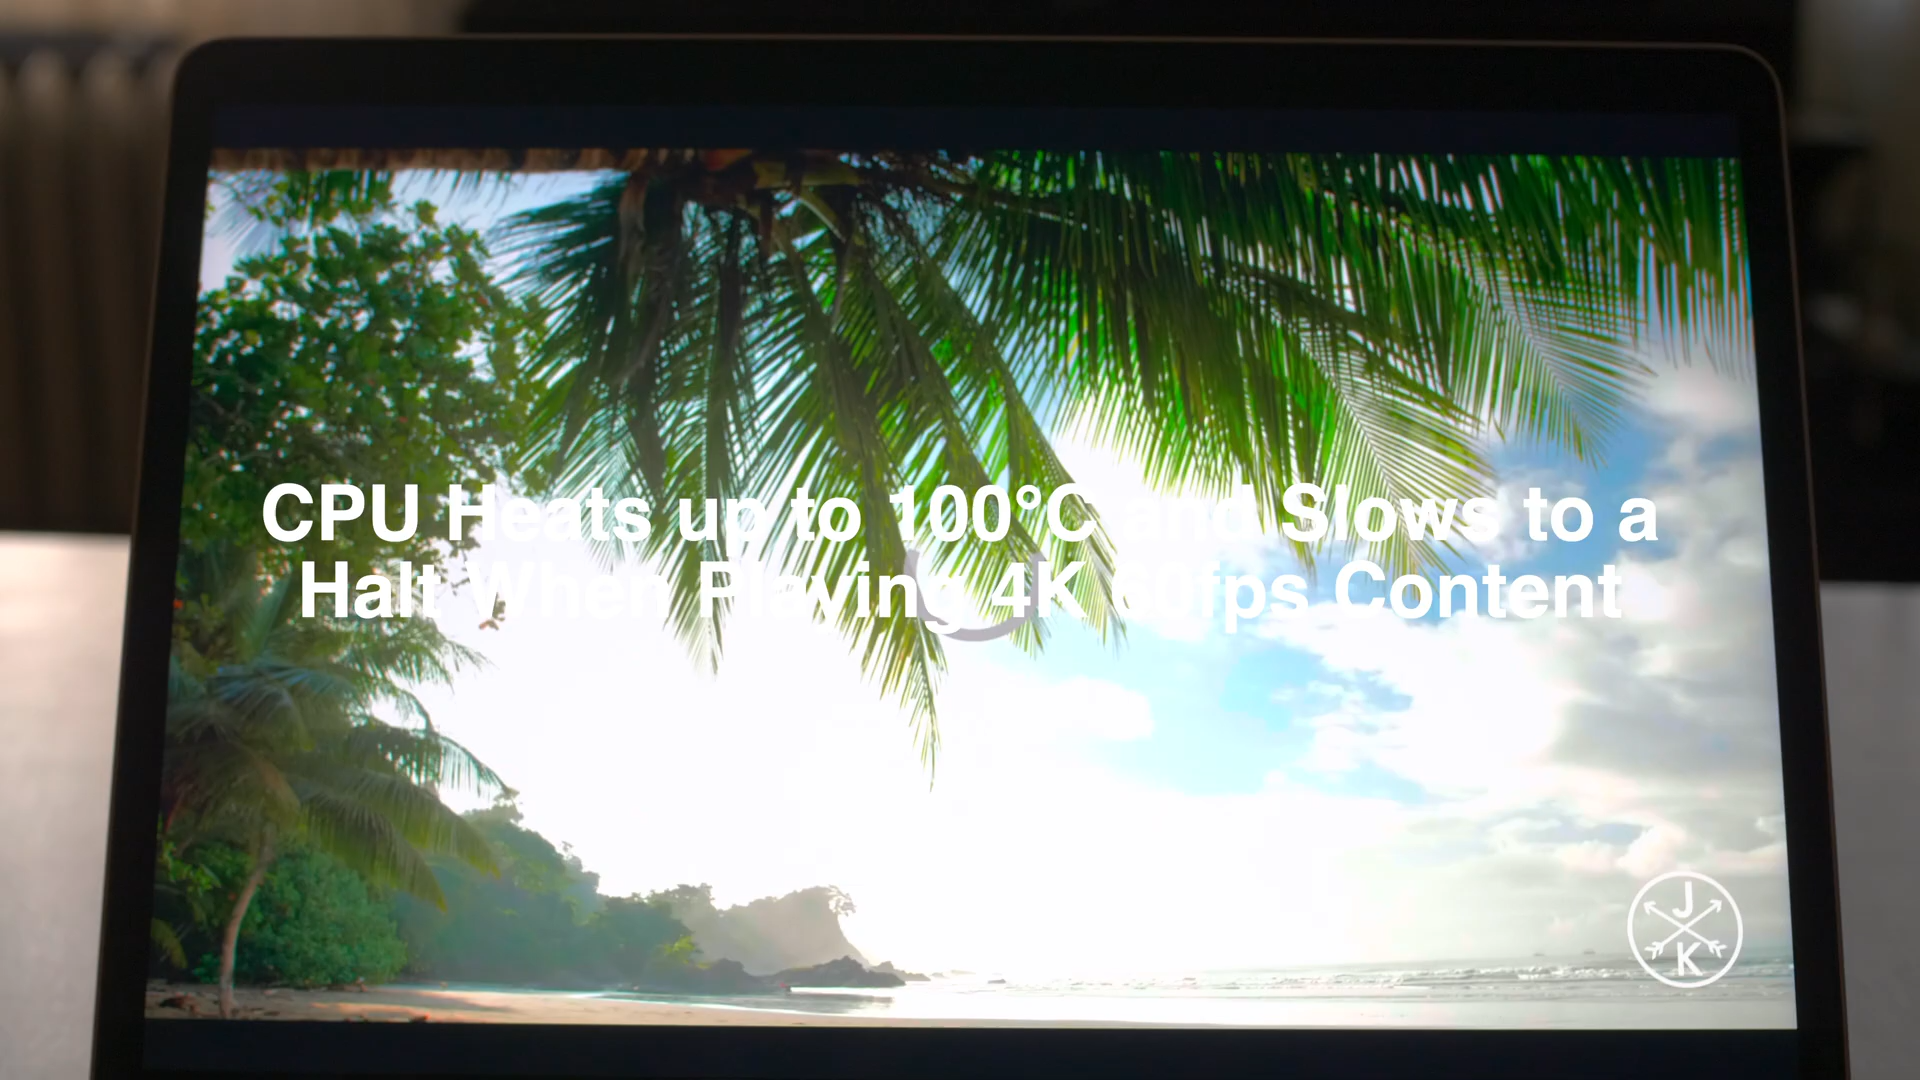 CPU Heats up to 100°C and Slows to a
Halt When Playing 4K 60fps Content
J
K